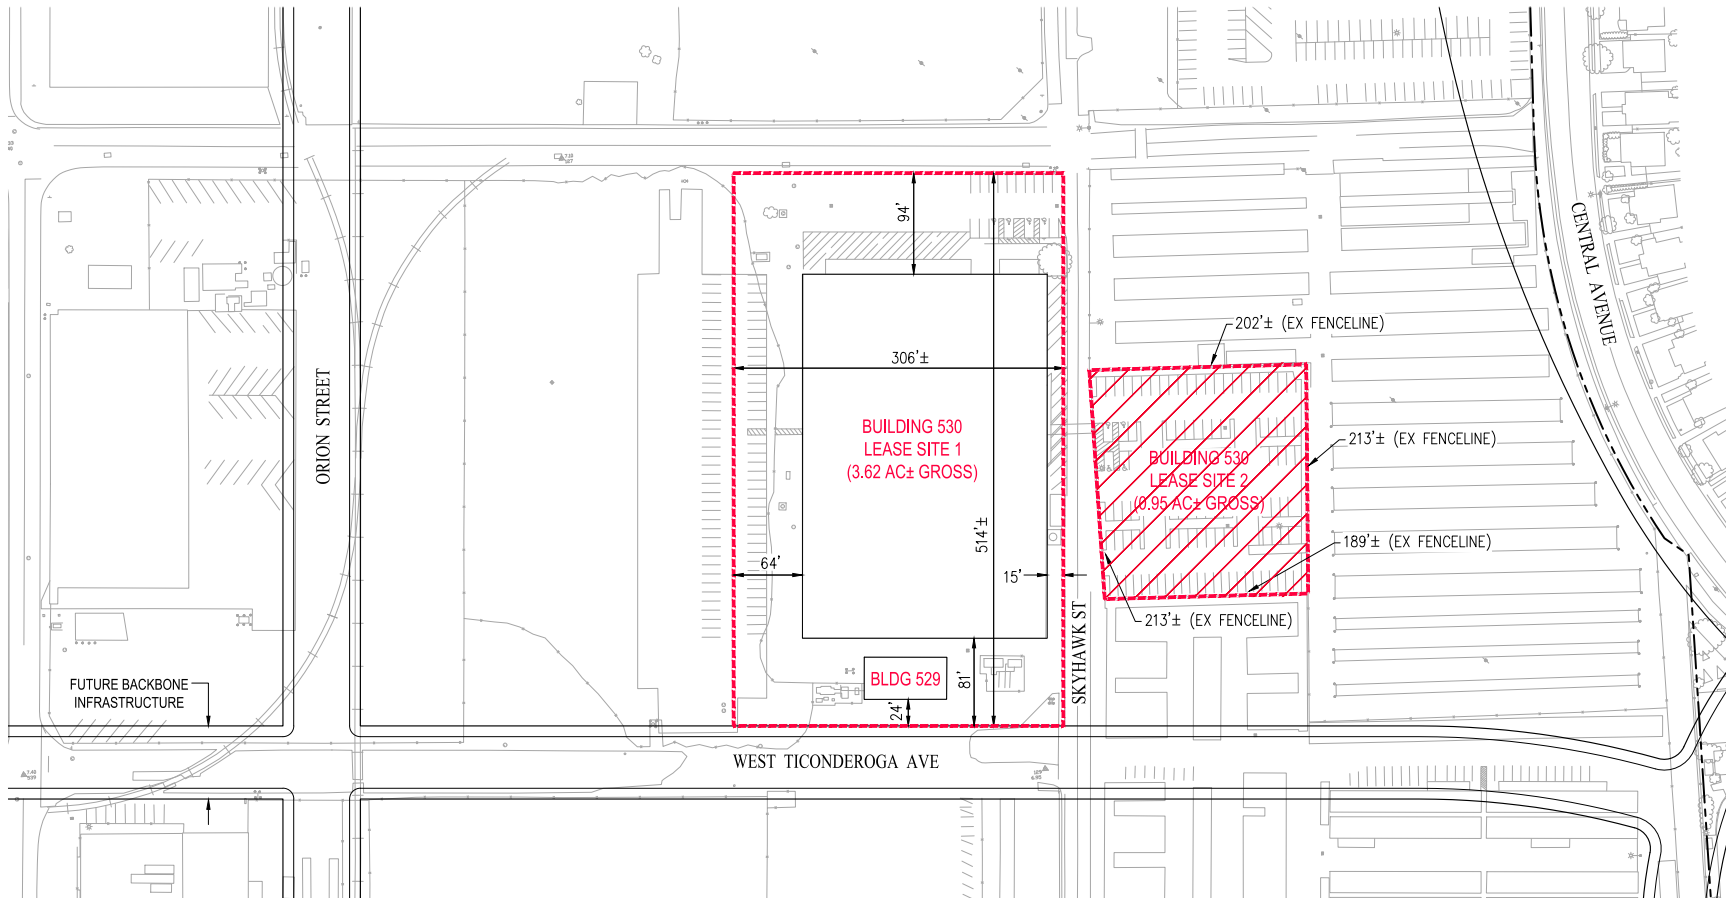 94'
CENTRAL AVENUE
202'± (EX FENCELINE)
306'±
ORION STREET
BUILDING 530
LEASE SITE 1
(3.62 AC± GROSS)
213'± (EX FENCELINE)
BUILDING 530
LEASE SITE 2
(0.95 AC± GROSS)
514'±
189'± (EX FENCELINE)
64'
15'
213'± (EX FENCELINE)
SKYHAWK ST
BLDG 529
81'
24'
FUTURE BACKBONE
INFRASTRUCTURE
WEST TICONDEROGA AVE